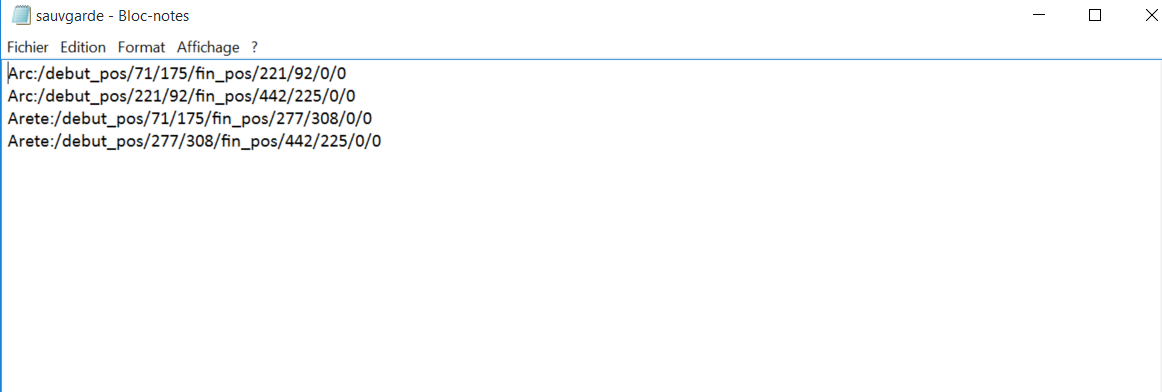 sauvgarde - Bloc-notes
Fichier Edition Format Affichage ?
Arc:/debut_pos/71/175/fin_pos/221/92/0/0
Arc:/debut_pos/221/92/fin_pos/442/225/0/0
Arete:/debut_pos/71/175/fin_pos/277/308/0/0
Arete:/debut_pos/277/308/fin_pos/442/225/0/0